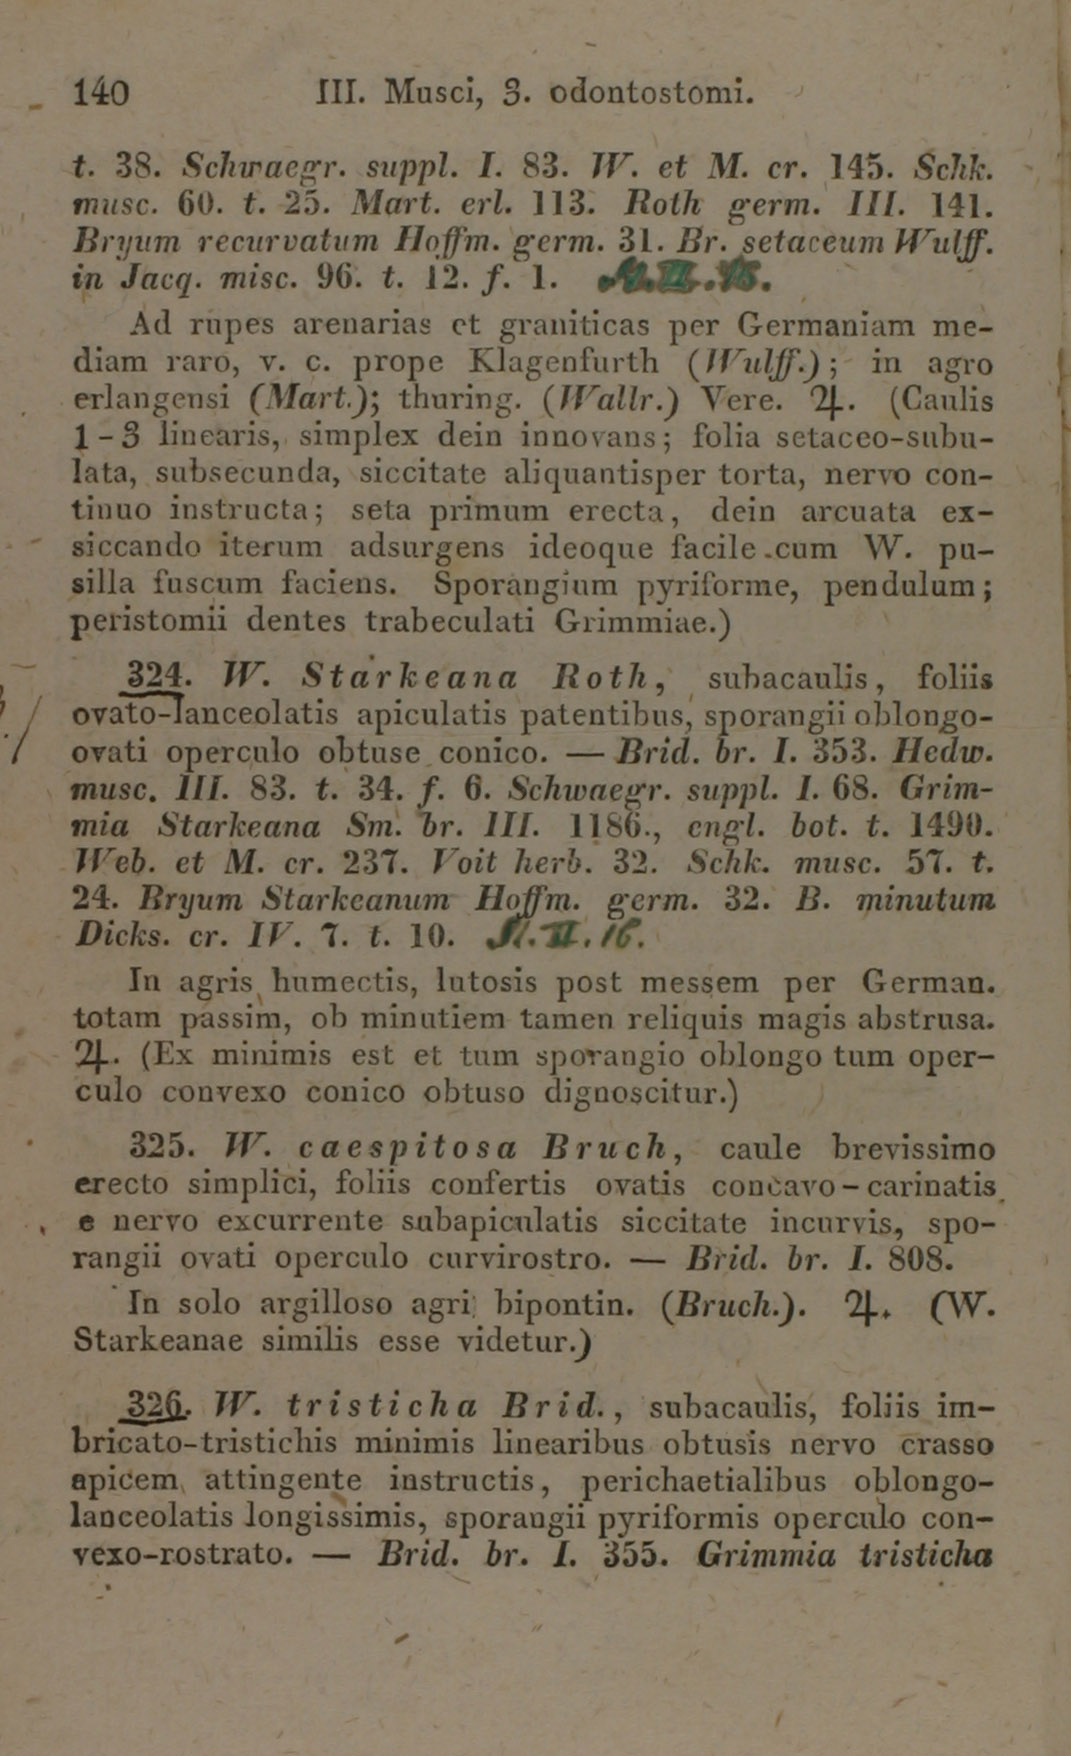 140 III. Musci, 3. odontostomi.
t. 38. Schwaegr. suppl. I. 83. W. et M. cr. 145. Schk.
musc. 60. t. 25. Mart. erl. 113. Roth germ. III. 141.
Bryum recurvatum Hoffm. germ. 31. Br. setaceum Wulff.
in Jacq. misc. 96. t. 12. f. 1.
Ad rupes arenarias et graniticas per Germaniam me-
diam raro, v. c. prope Klagenfurth (Wulff.); in agro
erlangensi (Mart.); thuring. (Wallr.) Vere. ♃. (Caulis
1-3 linearis, simplex dein innovans; folia setaceo-subu-
lata, subsecunda, siccitate aliquantisper torta, nervo con-
tinuo instructa; seta primum erecta, dein arcuata ex-
siccando iterum adsurgens ideoque facile cum W. pu-
silla fuscum faciens. Sporangium pyriforme, pendulum;
peristomii dentes trabeculati Grimmiae.)
324. W. Starkeana Roth, subacaulis, foliis
ovato-lanceolatis apiculatis patentibus, sporangii oblongo-
ovati operculo obtuse conico. — Brid. br. I. 353. Hedw.
musc. III. 83. t. 34. f. 6. Schwaegr. suppl. I. 68. Grim-
mia Starkeana Sm. br. III. 1186., engl. bot. t. 1490.
Web. et M. cr. 237. Voit herb. 32. Schk. musc. 57. t.
24. Bryum Starkeanum Hoffm. germ. 32. B. minutum
Dicks. cr. IV. 7. t. 10. II. 16.
In agris humectis, lutosis post messem per German.
totam passim, ob minutiem tamen reliquis magis abstrusa.
♃. (Ex minimis est et tum sporangio oblongo tum oper-
culo convexo conico obtuso dignoscitur.)
325. W. caespitosa Bruch, caule brevissimo
erecto simplici, foliis confertis ovatis concavo-carinatis
e nervo excurrente subapiculatis siccitate incurvis, spo-
rangii ovati operculo curvirostro. — Brid. br. I. 808.
In solo argilloso agri bipontin. (Bruch.). ♃. (W.
Starkeanae similis esse videtur.)
326. W. tristicha Brid., subacaulis, foliis im-
bricato-tristichis minimis linearibus obtusis nervo crasso
apicem attingente instructis, perichaetialibus oblongo-
lanceolatis longissimis, sporangii pyriformis operculo con-
vexo-rostrato. — Brid. br. I. 355. Grimmia tristicha